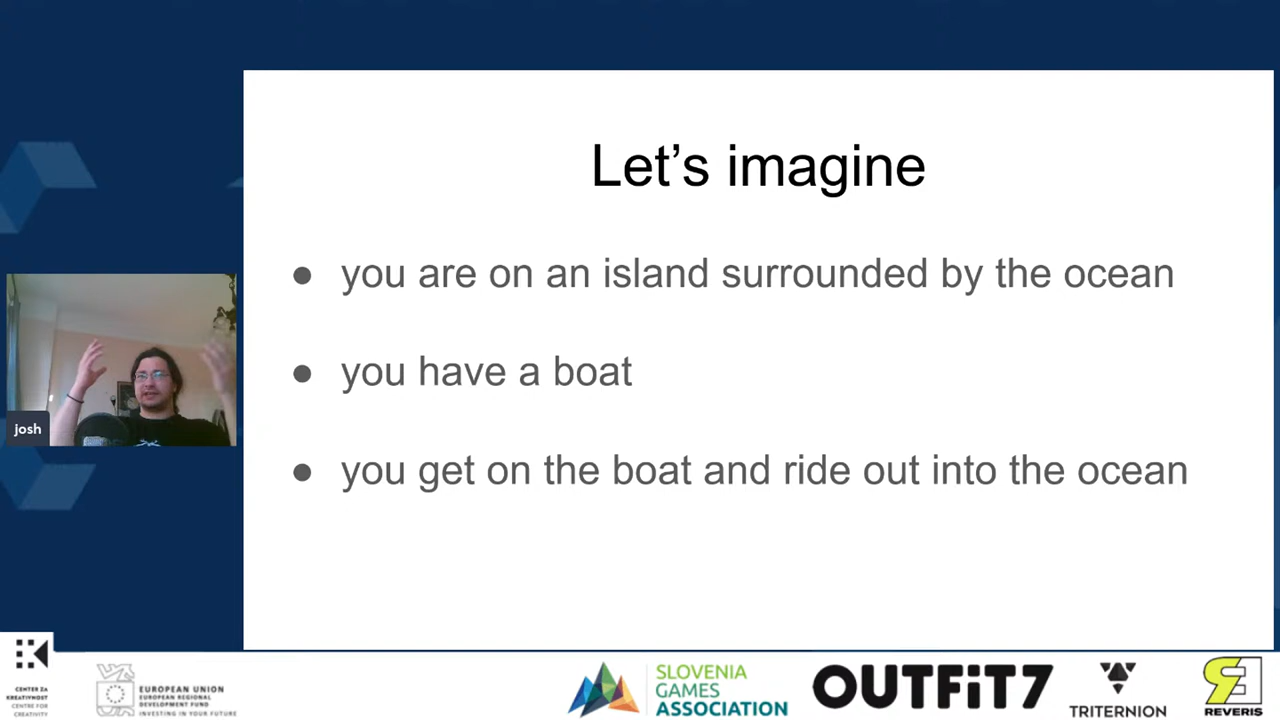 Let's imagine
● you are on an island surrounded by the ocean
● you have a boat
● you get on the boat and ride out into the ocean
josh
CENTER ZA
KREATIVNOST
CENTRE FOR
CREATIVITY
EUROPEAN UNION
EUROPEAN REGIONAL
DEVELOPMENT FUND
INVESTING IN YOUR FUTURE
SLOVENIA
GAMES
ASSOCIATION
OUTFiT7
TRITERNION
REVERIS